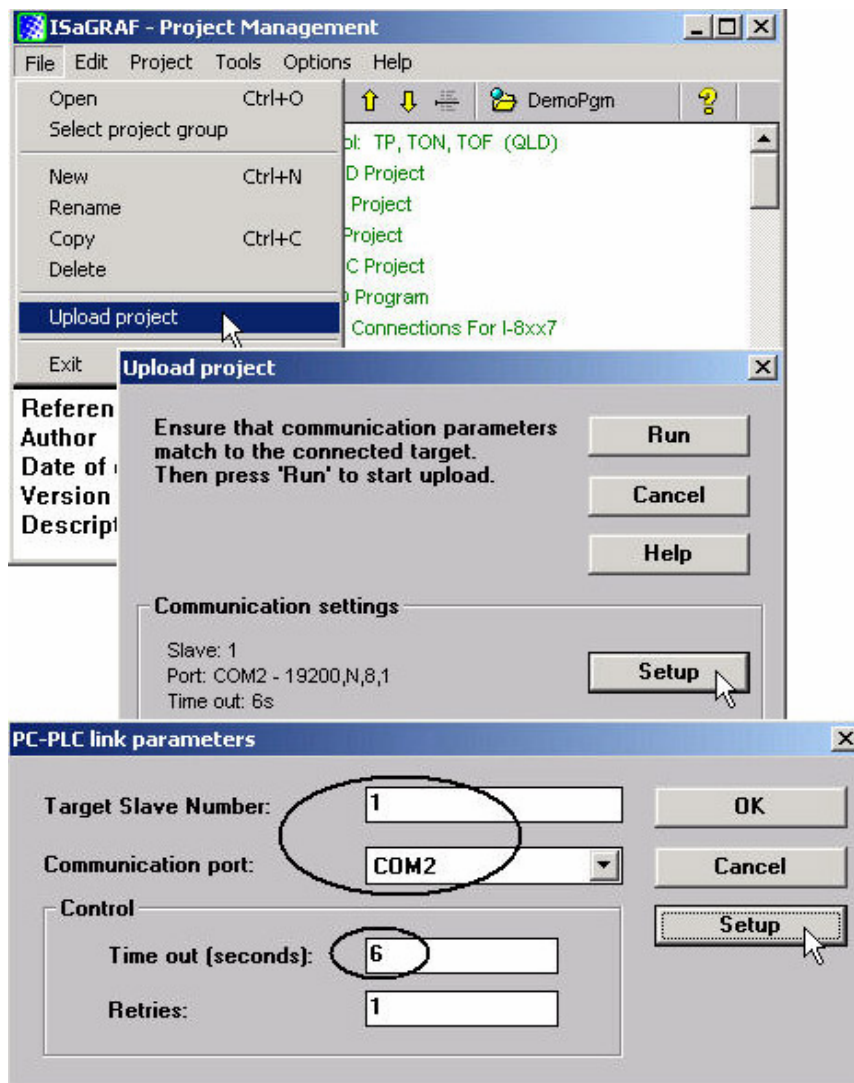 ISaGRAF - Project Management
File Edit Project Tools Options Help
Open Ctrl+O
Select project group
New Ctrl+N
Rename
Copy Ctrl+C
Delete
Upload project
Exit
DemoPgm
TP, TON, TOF (QLD)
D Project
Project
Project
C Project
Program
Connections For I-8xx7
Referen
Author
Date of
Version
Descript
Upload project
Ensure that communication parameters
match to the connected target.
Then press 'Run' to start upload.
Run
Cancel
Help
Communication settings
Slave: 1
Port: COM2 - 19200,N,8,1
Time out: 6s
Setup
PC-PLC link parameters
Target Slave Number: 1
Communication port: COM2
Control
Time out (seconds): 6
Retries: 1
OK
Cancel
Setup